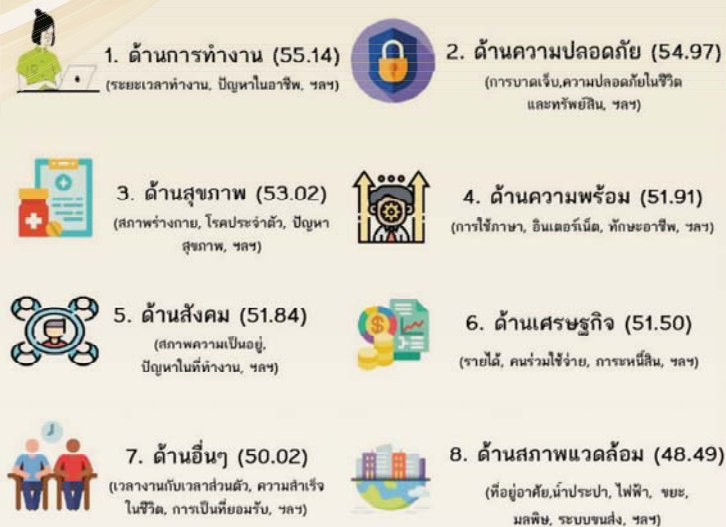 1. ด้านการทำงาน (55.14)
(ระยะเวลาทำงาน, ปัญหาในอาชีพ, ฯลฯ)
2. ด้านความปลอดภัย (54.97)
(การบาดเจ็บ,ความปลอดภัยในชีวิต
และทรัพย์สิน, ฯลฯ)
3. ด้านสุขภาพ (53.02)
(สภาพร่างกาย, โรคประจำตัว, ปัญหา
สุขภาพ, ฯลฯ)
4. ด้านความพร้อม (51.91)
(การใช้ภาษา, อินเตอร์เน็ต, ทักษะอาชีพ, ฯลฯ)
5. ด้านสังคม (51.84)
(สภาพความเป็นอยู่,
ปัญหาในที่ทำงาน, ฯลฯ)
6. ด้านเศรษฐกิจ (51.50)
(รายได้, คนร่วมใช้จ่าย, ภาระหนี้สิน, ฯลฯ)
7. ด้านอื่นๆ (50.02)
(เวลางานกับเวลาส่วนตัว, ความสำเร็จ
ในชีวิต, การเป็นที่ยอมรับ, ฯลฯ)
8. ด้านสภาพแวดล้อม (48.49)
(ที่อยู่อาศัย,น้ำประปา, ไฟฟ้า, ขยะ,
มลพิษ, ระบบขนส่ง, ฯลฯ)